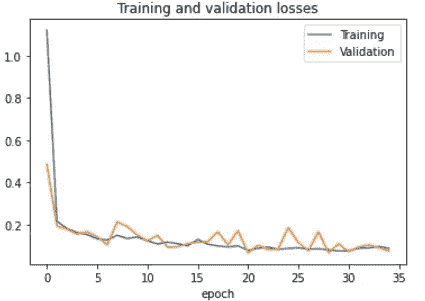 Training and validation losses
Training
Validation
1.0
0.8
0.6
0.4
0.2
0 5 10 15 20 25 30 35
epoch